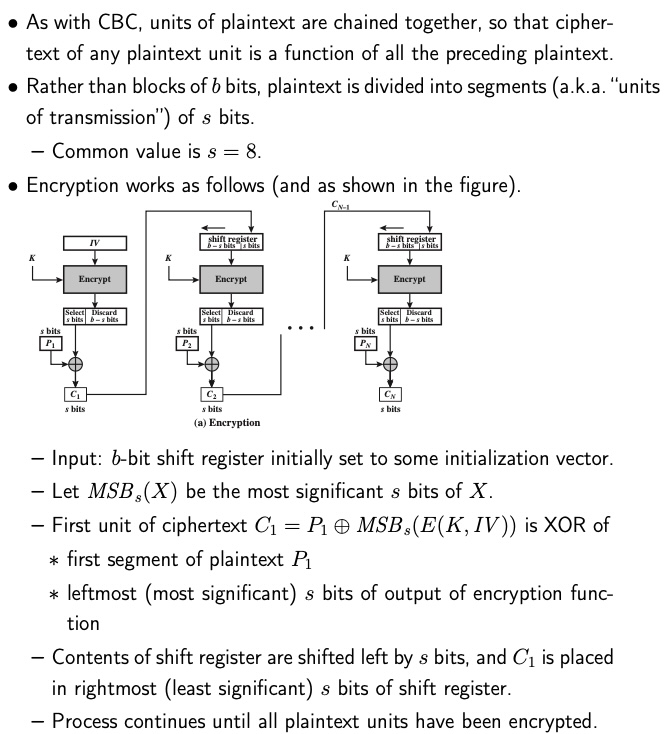 • As with CBC, units of plaintext are chained together, so that cipher-
text of any plaintext unit is a function of all the preceding plaintext.
• Rather than blocks of b bits, plaintext is divided into segments (a.k.a. “units
of transmission”) of s bits.
– Common value is s = 8.
• Encryption works as follows (and as shown in the figure).
C_{N–1}
IV
shift register
b – s bits | s bits
shift register
b – s bits | s bits
K
Encrypt
K
Encrypt
K
Encrypt
Select s bits
Discard b – s bits
Select s bits
Discard b – s bits
Select s bits
Discard b – s bits
• • •
s bits
P_1
s bits
P_2
s bits
P_N
C_1
C_2
C_N
s bits
s bits
s bits
(a) Encryption
– Input: b-bit shift register initially set to some initialization vector.
– Let MSB_s(X) be the most significant s bits of X.
– First unit of ciphertext C_1 = P_1 ⊕ MSB_s(E(K, IV)) is XOR of
∗ first segment of plaintext P_1
∗ leftmost (most significant) s bits of output of encryption func-
tion
– Contents of shift register are shifted left by s bits, and C_1 is placed
in rightmost (least significant) s bits of shift register.
– Process continues until all plaintext units have been encrypted.